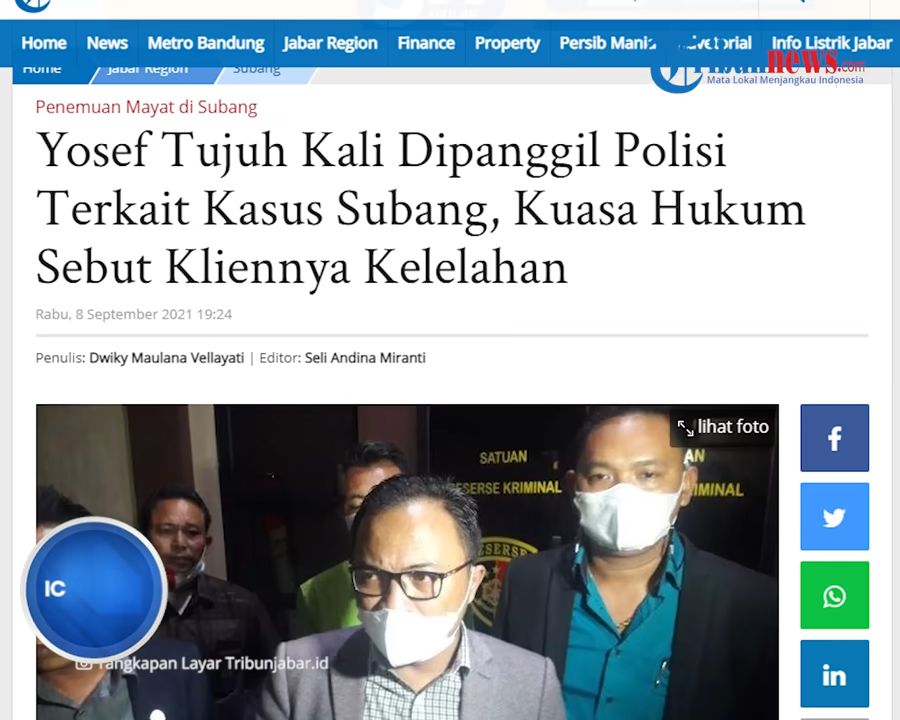 Home News Metro Bandung Jabar Region Finance Property Persib Mania Advetorial Info Listrik Jabar
Home Jabar Region Subang
news.com
Mata Lokal Menjangkau Indonesia
Penemuan Mayat di Subang
Yosef Tujuh Kali Dipanggil Polisi
Terkait Kasus Subang, Kuasa Hukum
Sebut Kliennya Kelelahan
Rabu, 8 September 2021 19:24
Penulis: Dwiky Maulana Vellayati | Editor: Seli Andina Miranti
lihat foto
SATUAN
RESERSE KRIMINAL
RESERSE
IC
Tangkapan Layar Tribunjabar.id